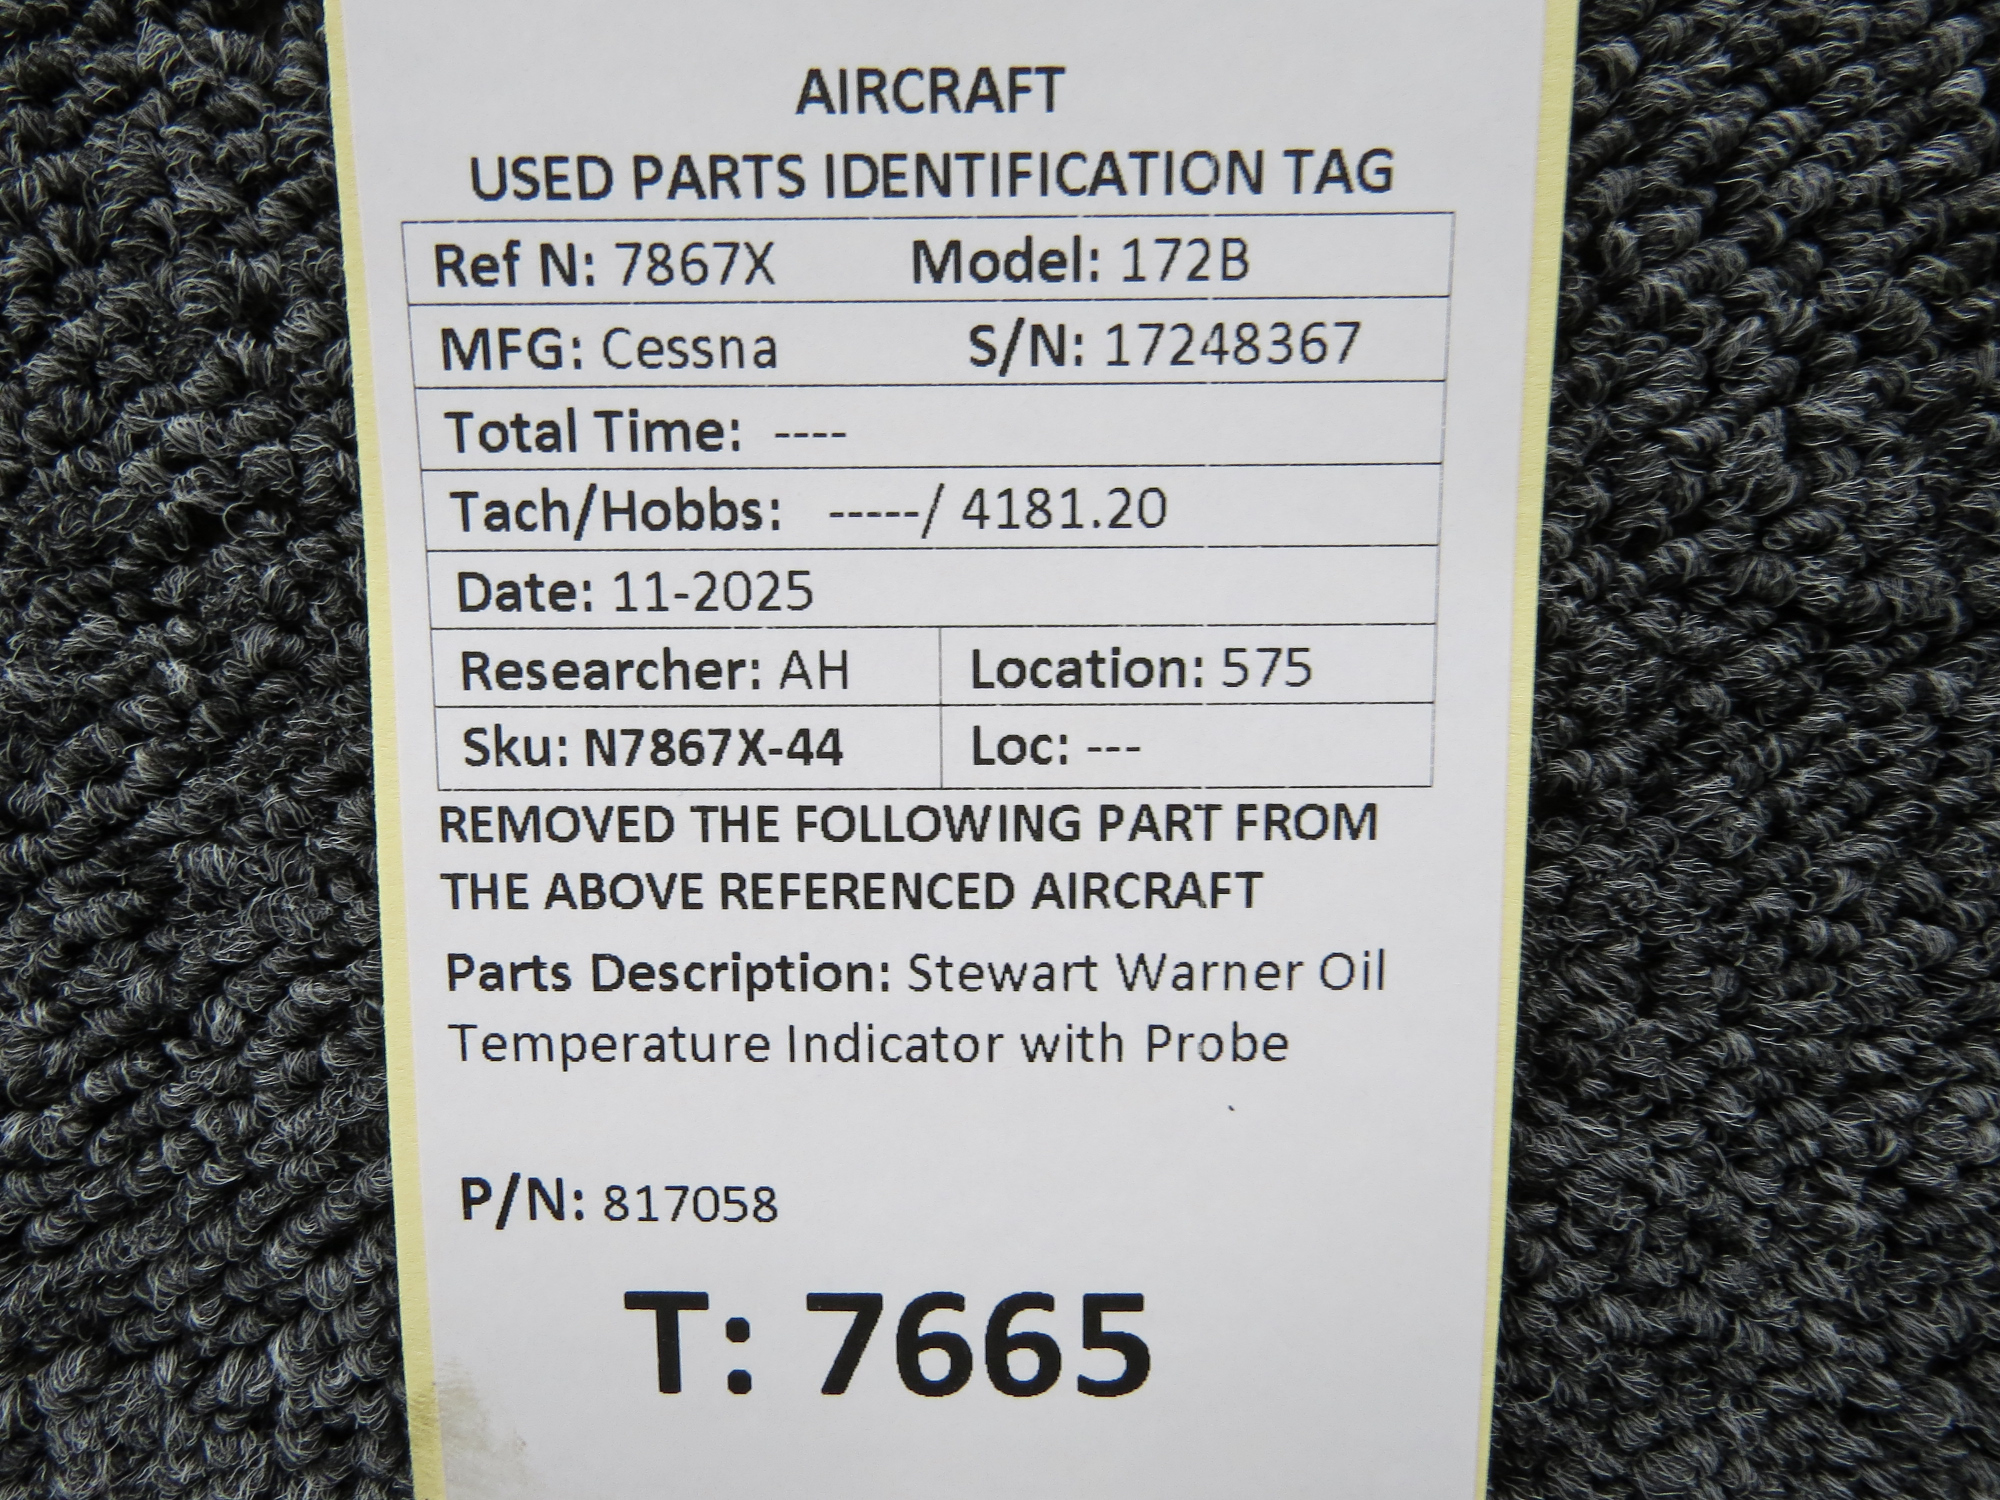 AIRCRAFT
USED PARTS IDENTIFICATION TAG
Ref N: 7867X Model: 172B
MFG: Cessna S/N: 17248367
Total Time: ----
Tach/Hobbs: -----/ 4181.20
Date: 11-2025
Researcher: AH Location: 575
Sku: N7867X-44 Loc: ---
REMOVED THE FOLLOWING PART FROM
THE ABOVE REFERENCED AIRCRAFT
Parts Description: Stewart Warner Oil
Temperature Indicator with Probe
P/N: 817058
T: 7665